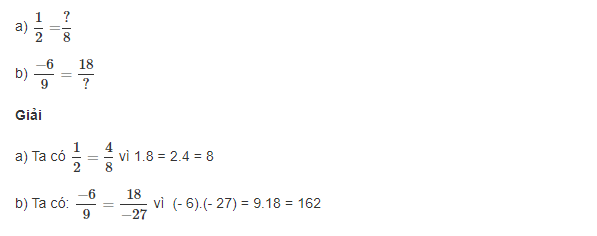 a) 1/2 = ?/8
b) -6/9 = 18/?
Giải
a) Ta có 1/2 = 4/8 vì 1.8 = 2.4 = 8
b) Ta có: -6/9 = 18/-27 vì (- 6).(- 27) = 9.18 = 162